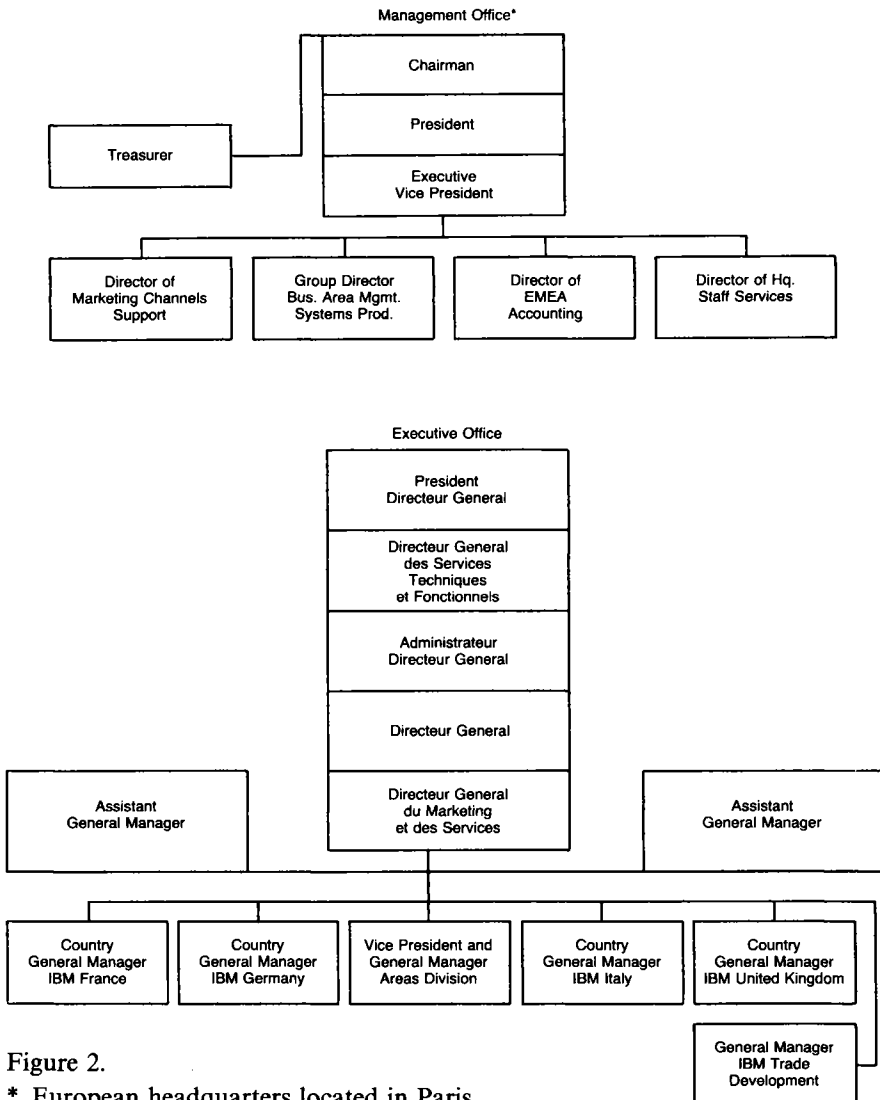 Management Office*
Chairman
President
Treasurer
Executive
Vice President
Director of
Marketing Channels
Support
Group Director
Bus. Area Mgmt.
Systems Prod.
Director of
EMEA
Accounting
Director of Hq.
Staff Services
Executive Office
President
Directeur General
Directeur General
des Services
Techniques
et Fonctionnels
Administrateur
Directeur General
Directeur General
Assistant
General Manager
Directeur General
du Marketing
et des Services
Assistant
General Manager
Country
General Manager
IBM France
Country
General Manager
IBM Germany
Vice President and
General Manager
Areas Division
Country
General Manager
IBM Italy
Country
General Manager
IBM United Kingdom
General Manager
IBM Trade
Development
Figure 2.
* European headquarters located in Paris